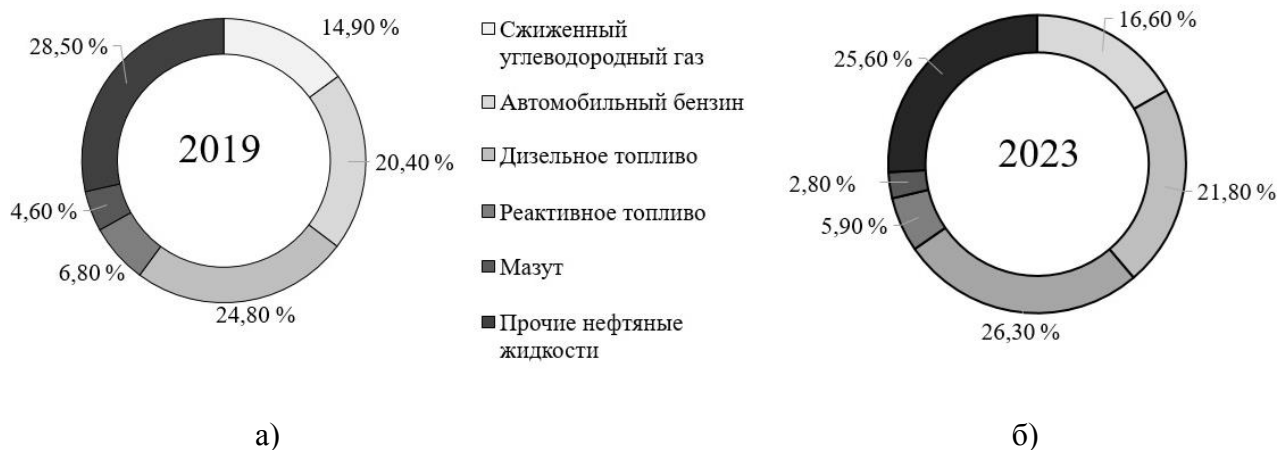 14,90 %
28,50 %
2019
20,40 %
4,60 %
6,80 %
24,80 %
Сжиженный
углеводородный газ
Автомобильный бензин
Дизельное топливо
Реактивное топливо
Мазут
Прочие нефтяные
жидкости
16,60 %
25,60 %
2023
2,80 %
21,80 %
5,90 %
26,30 %
а)
б)